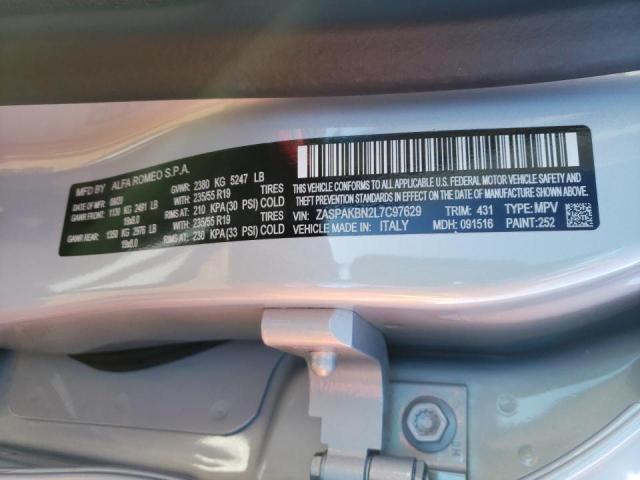 MFD BY ALFA ROMEO S.P.A.
DATE OF MFR: 09/20 GVWR: 2380 KG 5247 LB
GAWR FRONT: 1130 KG 2491 LB 235/55 R19 TIRES
19x8.0 RIMS AT: 210 KPA(30 PSI) COLD
GAWR REAR: 1350 KG 2976 LB 235/55 R19 TIRES
19x8.0 RIMS AT: 230 KPA(33 PSI) COLD
THIS VEHICLE CONFORMS TO ALL APPLICABLE U.S. FEDERAL MOTOR VEHICLE SAFETY AND
THEFT PREVENTION STANDARDS IN EFFECT ON THE DATE OF MANUFACTURE SHOWN ABOVE.
VIN: ZASPAKBN2L7C97629 TRIM: 431 TYPE: MPV
VEHICLE MADE IN: ITALY MDH: 091516 PAINT: 252